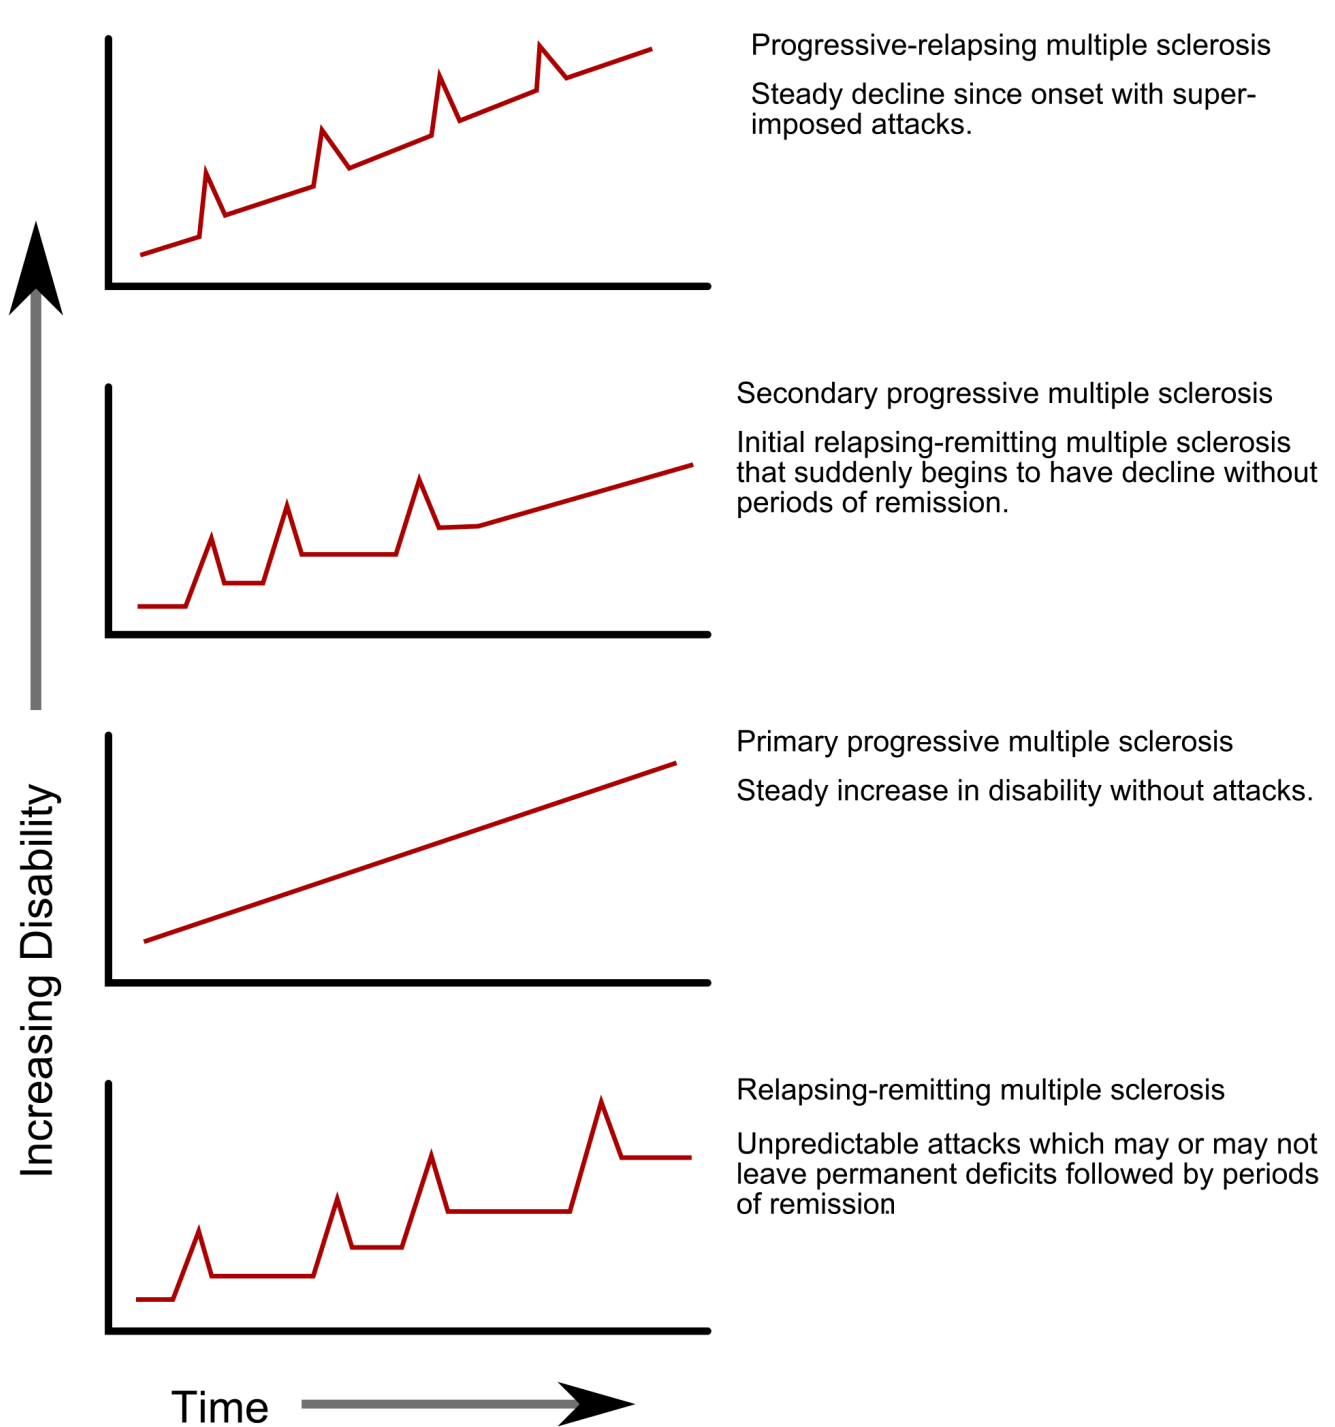 Progressive-relapsing multiple sclerosis
Steady decline since onset with super-
imposed attacks.
Secondary progressive multiple sclerosis
Initial relapsing-remitting multiple sclerosis
that suddenly begins to have decline without
periods of remission.
Primary progressive multiple sclerosis
Steady increase in disability without attacks.
Relapsing-remitting multiple sclerosis
Unpredictable attacks which may or may not
leave permanent deficits followed by periods
of remission.
Increasing Disability
Time